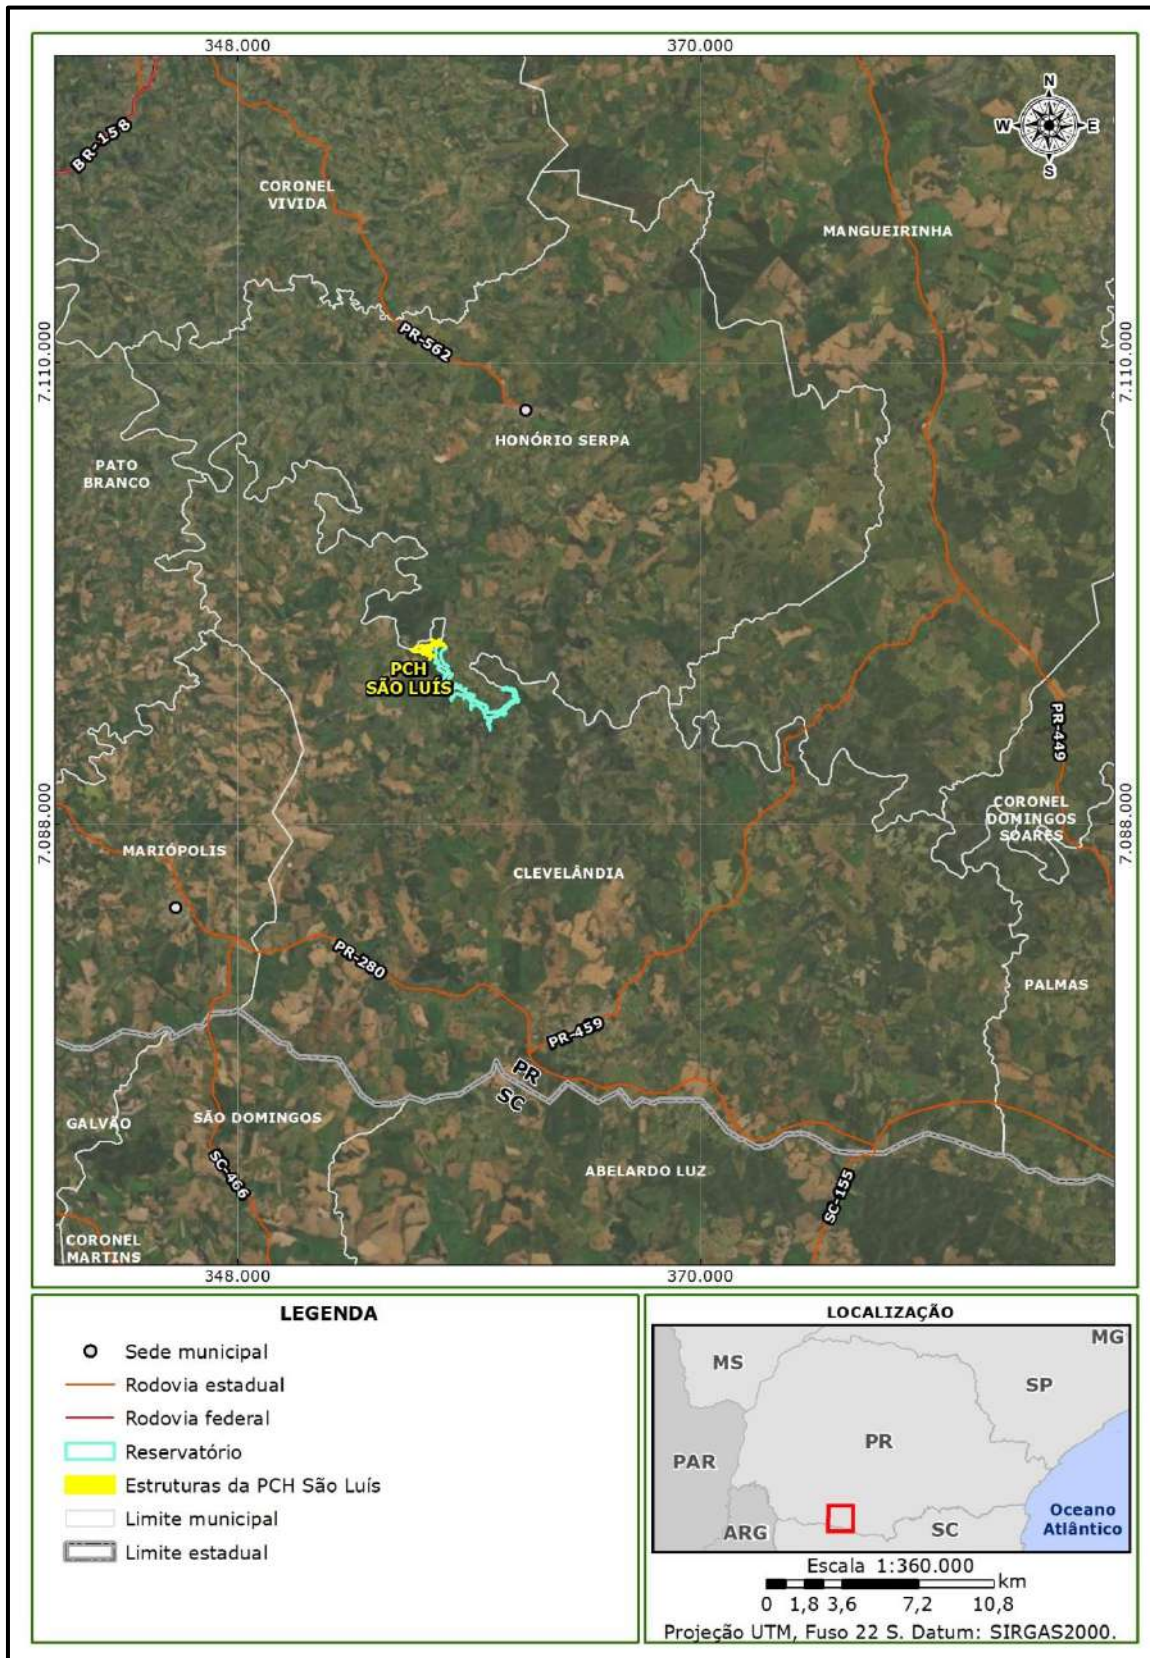 348.000
370.000
N
W
E
S
BR-158
CORONEL
VIVIDA
MANGUEIRINHA
7.110.000
7.110.000
PR-562
HONÓRIO SERPA
PATO
BRANCO
PCH
SÃO LUÍS
PR-449
7.088.000
7.088.000
CORONEL
DOMINGOS
SOARES
MARIÓPOLIS
CLEVELÂNDIA
PR-280
PALMAS
PR-459
PR
SC
GALVÃO
SÃO DOMINGOS
ABELARDO LUZ
SC-466
SC-155
CORONEL
MARTINS
348.000
370.000
LEGENDA
Sede municipal
Rodovia estadual
Rodovia federal
Reservatório
Estruturas da PCH São Luís
Limite municipal
Limite estadual
LOCALIZAÇÃO
MG
MS
SP
PR
PAR
ARG
SC
Oceano
Atlântico
Escala 1:360.000
km
0 1,8 3,6 7,2 10,8
Projeção UTM, Fuso 22 S. Datum: SIRGAS2000.